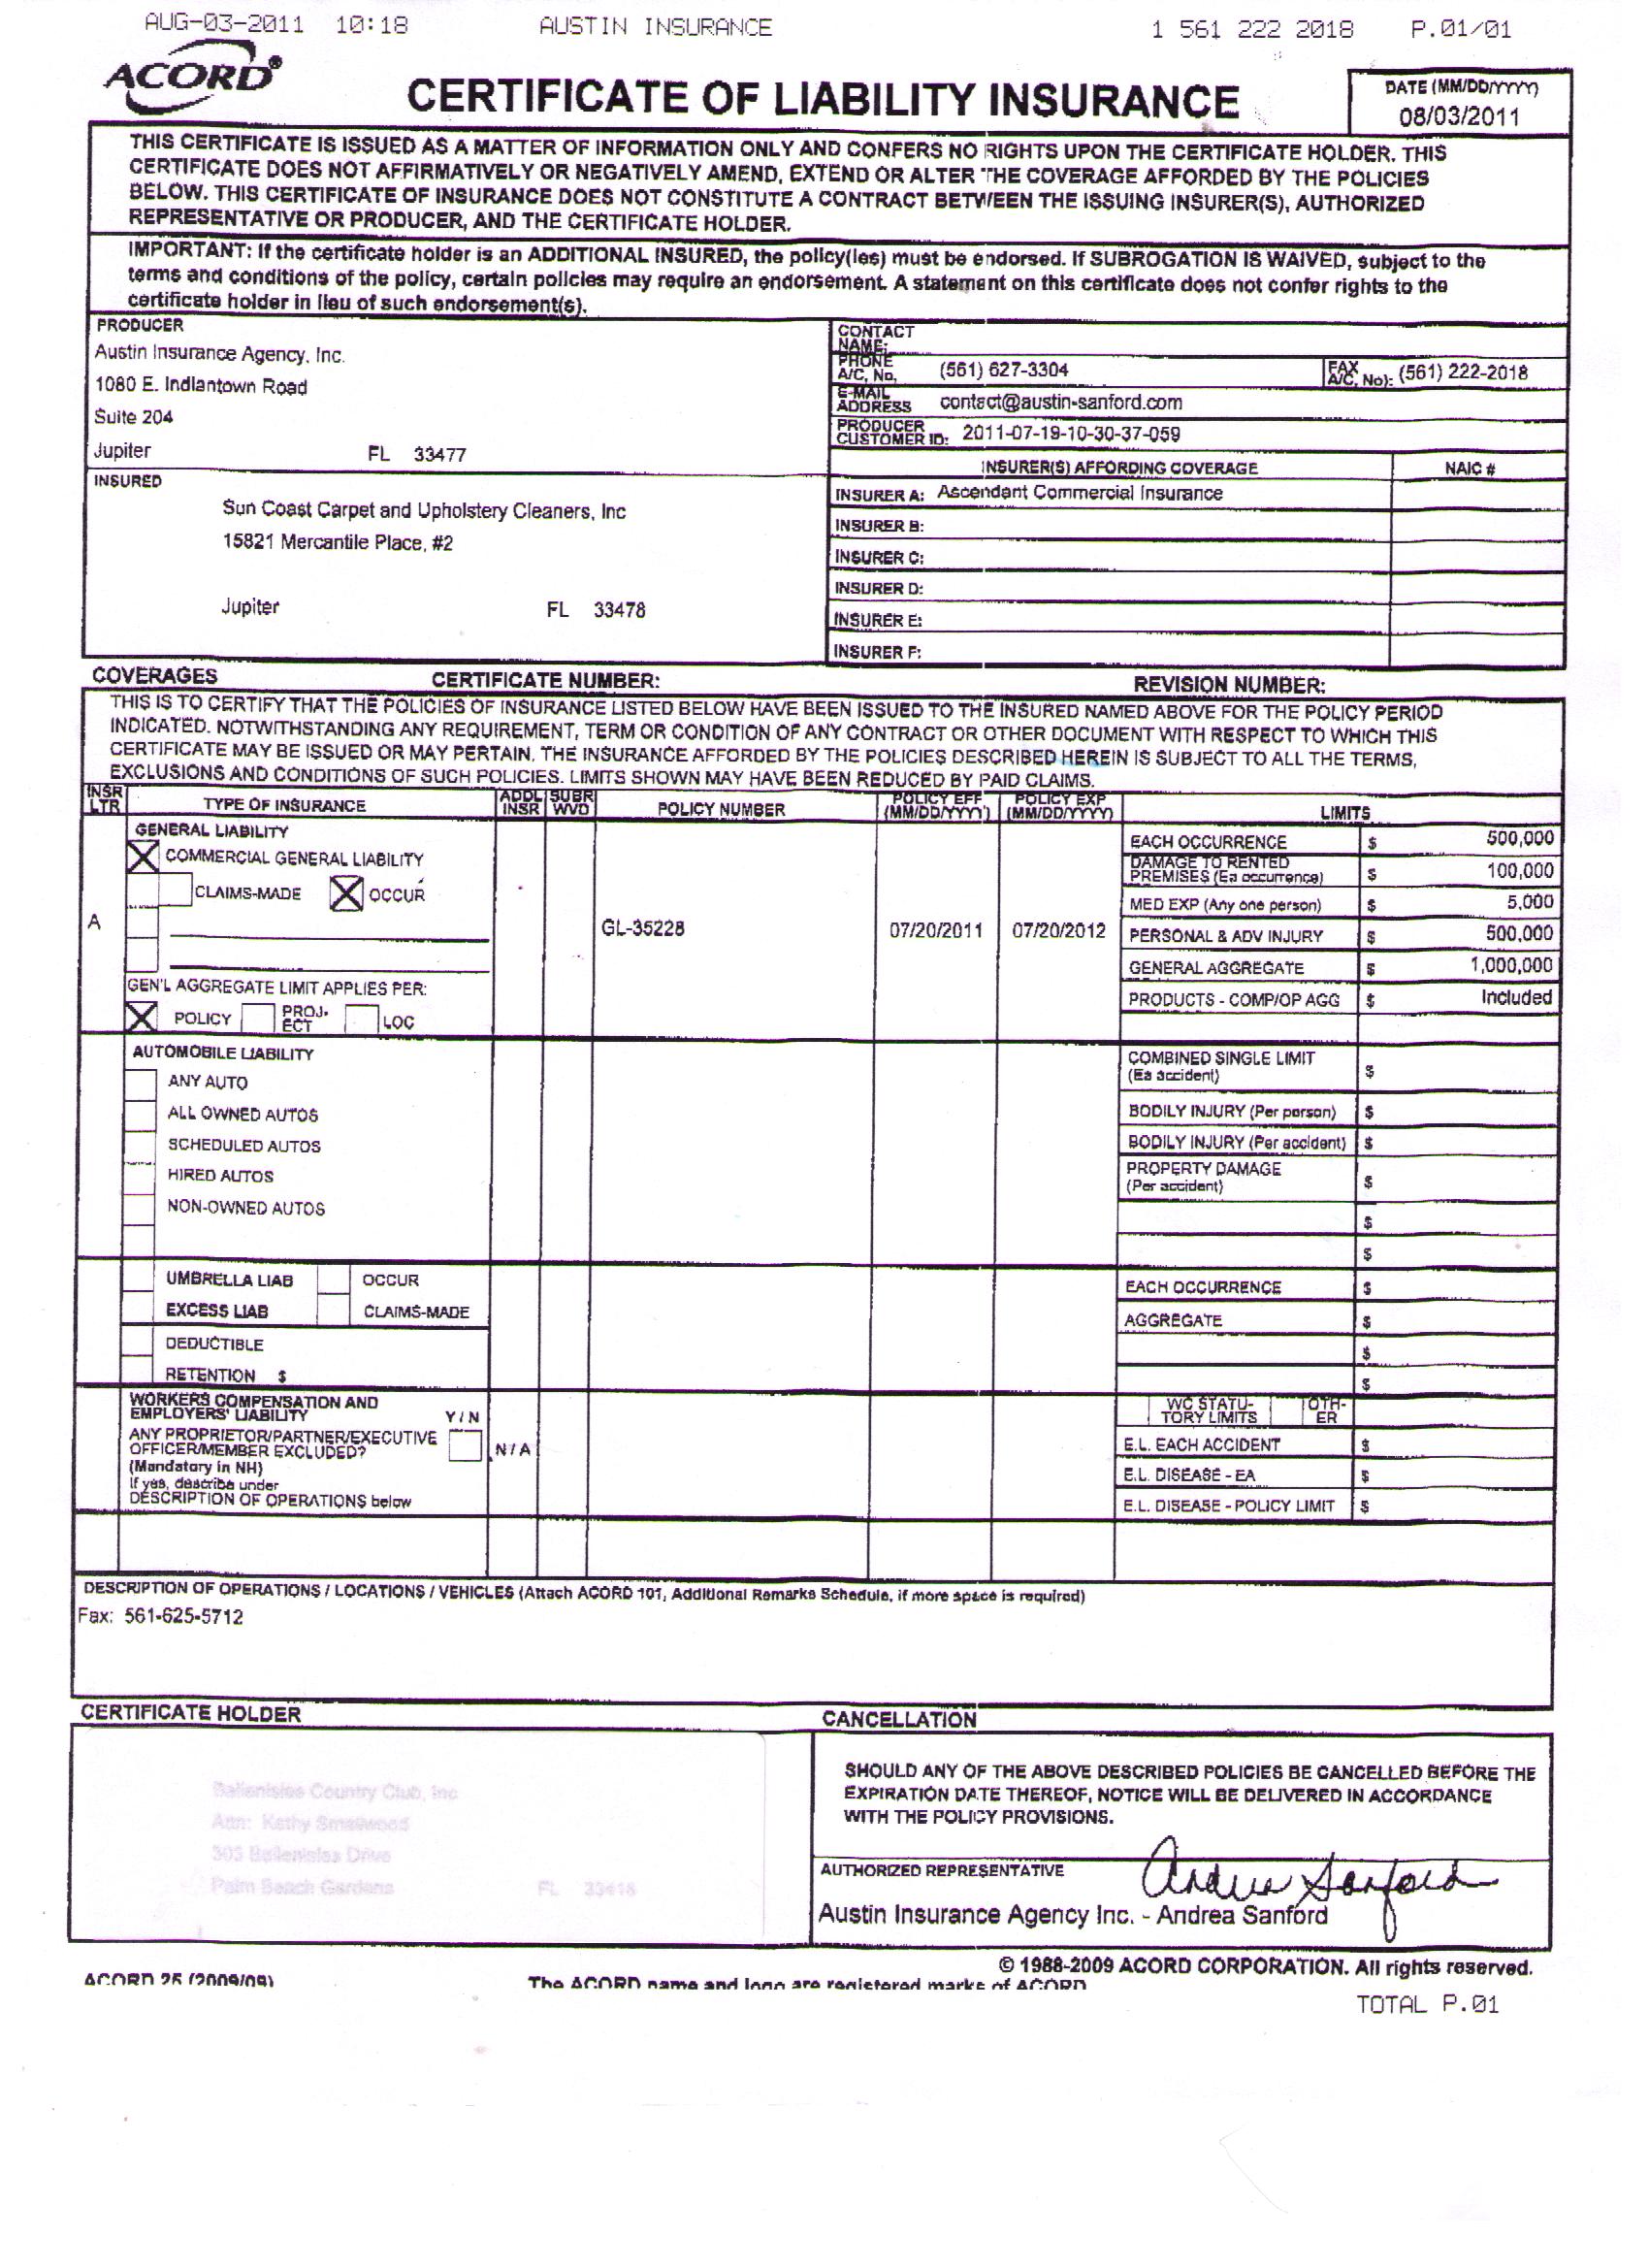 AUG-03-2011 10:18 AUSTIN INSURANCE 1 561 222 2018 P.01/01
ACORD®
CERTIFICATE OF LIABILITY INSURANCE
DATE (MM/DD/YYYY)
08/03/2011
THIS CERTIFICATE IS ISSUED AS A MATTER OF INFORMATION ONLY AND CONFERS NO RIGHTS UPON THE CERTIFICATE HOLDER. THIS
CERTIFICATE DOES NOT AFFIRMATIVELY OR NEGATIVELY AMEND, EXTEND OR ALTER THE COVERAGE AFFORDED BY THE POLICIES
BELOW. THIS CERTIFICATE OF INSURANCE DOES NOT CONSTITUTE A CONTRACT BETWEEN THE ISSUING INSURER(S), AUTHORIZED
REPRESENTATIVE OR PRODUCER, AND THE CERTIFICATE HOLDER.
IMPORTANT: If the certificate holder is an ADDITIONAL INSURED, the policy(ies) must be endorsed. If SUBROGATION IS WAIVED, subject to the
terms and conditions of the policy, certain policies may require an endorsement. A statement on this certificate does not confer rights to the
certificate holder in lieu of such endorsement(s).
PRODUCER
Austin Insurance Agency, Inc.
1080 E. Indiantown Road
Suite 204
Jupiter FL 33477
CONTACT
NAME:
PHONE
A/C, No, (561) 627-3304
FAX
A/C, No): (561) 222-2018
E-MAIL
ADDRESS contact@austin-sanford.com
PRODUCER
CUSTOMER ID: 2011-07-19-10-30-37-059
INSURED
Sun Coast Carpet and Upholstery Cleaners, Inc
15821 Mercantile Place, #2
Jupiter FL 33478
INSURER(S) AFFORDING COVERAGE NAIC #
INSURER A: Ascendant Commercial Insurance
INSURER B:
INSURER C:
INSURER D:
INSURER E:
INSURER F:
COVERAGES CERTIFICATE NUMBER: REVISION NUMBER:
THIS IS TO CERTIFY THAT THE POLICIES OF INSURANCE LISTED BELOW HAVE BEEN ISSUED TO THE INSURED NAMED ABOVE FOR THE POLICY PERIOD
INDICATED. NOTWITHSTANDING ANY REQUIREMENT, TERM OR CONDITION OF ANY CONTRACT OR OTHER DOCUMENT WITH RESPECT TO WHICH THIS
CERTIFICATE MAY BE ISSUED OR MAY PERTAIN, THE INSURANCE AFFORDED BY THE POLICIES DESCRIBED HEREIN IS SUBJECT TO ALL THE TERMS,
EXCLUSIONS AND CONDITIONS OF SUCH POLICIES. LIMITS SHOWN MAY HAVE BEEN REDUCED BY PAID CLAIMS.
INSR LTR TYPE OF INSURANCE ADDL INSR SUBR WVD POLICY NUMBER POLICY EFF (MM/DD/YYYY) POLICY EXP (MM/DD/YYYY) LIMITS
A
GENERAL LIABILITY
X COMMERCIAL GENERAL LIABILITY
CLAIMS-MADE X OCCUR
GEN'L AGGREGATE LIMIT APPLIES PER:
X POLICY PROJ-ECT LOC
GL-35228 07/20/2011 07/20/2012
EACH OCCURRENCE $ 500,000
DAMAGE TO RENTED
PREMISES (Ea occurrence) $ 100,000
MED EXP (Any one person) $ 5,000
PERSONAL & ADV INJURY $ 500,000
GENERAL AGGREGATE $ 1,000,000
PRODUCTS - COMP/OP AGG $ Included
AUTOMOBILE LIABILITY
ANY AUTO
ALL OWNED AUTOS
SCHEDULED AUTOS
HIRED AUTOS
NON-OWNED AUTOS
COMBINED SINGLE LIMIT
(Ea accident) $
BODILY INJURY (Per person) $
BODILY INJURY (Per accident) $
PROPERTY DAMAGE
(Per accident) $
$
$
UMBRELLA LIAB OCCUR
EXCESS LIAB CLAIMS-MADE
DEDUCTIBLE
RETENTION $
EACH OCCURRENCE $
AGGREGATE $
$
$
WORKERS COMPENSATION AND
EMPLOYERS' LIABILITY Y / N
ANY PROPRIETOR/PARTNER/EXECUTIVE
OFFICER/MEMBER EXCLUDED? N / A
(Mandatory in NH)
If yes, describe under
DESCRIPTION OF OPERATIONS below
WC STATU-
TORY LIMITS
OTH-
ER
E.L. EACH ACCIDENT $
E.L. DISEASE - EA $
E.L. DISEASE - POLICY LIMIT $
DESCRIPTION OF OPERATIONS / LOCATIONS / VEHICLES (Attach ACORD 101, Additional Remarks Schedule, if more space is required)
Fax: 561-625-5712
CERTIFICATE HOLDER
Ballenisles Country Club, Inc
Attn: Kathy Smallwood
303 Ballenisles Drive
Palm Beach Gardens FL 33418
CANCELLATION
SHOULD ANY OF THE ABOVE DESCRIBED POLICIES BE CANCELLED BEFORE THE
EXPIRATION DATE THEREOF, NOTICE WILL BE DELIVERED IN ACCORDANCE
WITH THE POLICY PROVISIONS.
AUTHORIZED REPRESENTATIVE
Andrea Sanford
Austin Insurance Agency Inc. - Andrea Sanford
© 1988-2009 ACORD CORPORATION. All rights reserved.
ACORD 25 (2009/09) The ACORD name and logo are registered marks of ACORD
TOTAL P.01